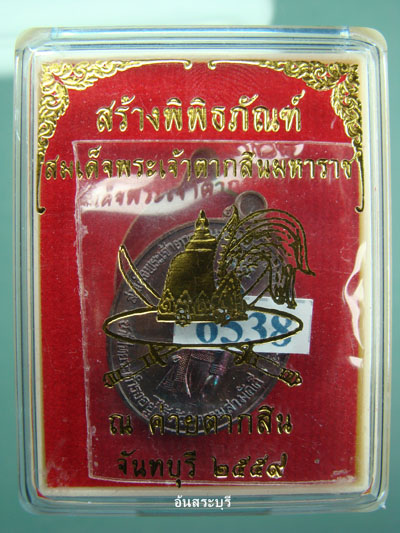 สร้างพิพิธภัณฑ์
สมเด็จพระเจ้าตากสินมหาราช
0538
ณ ค่ายตากสิน
จันทบุรี ๒๕๕๙
อ้นสระบุรี